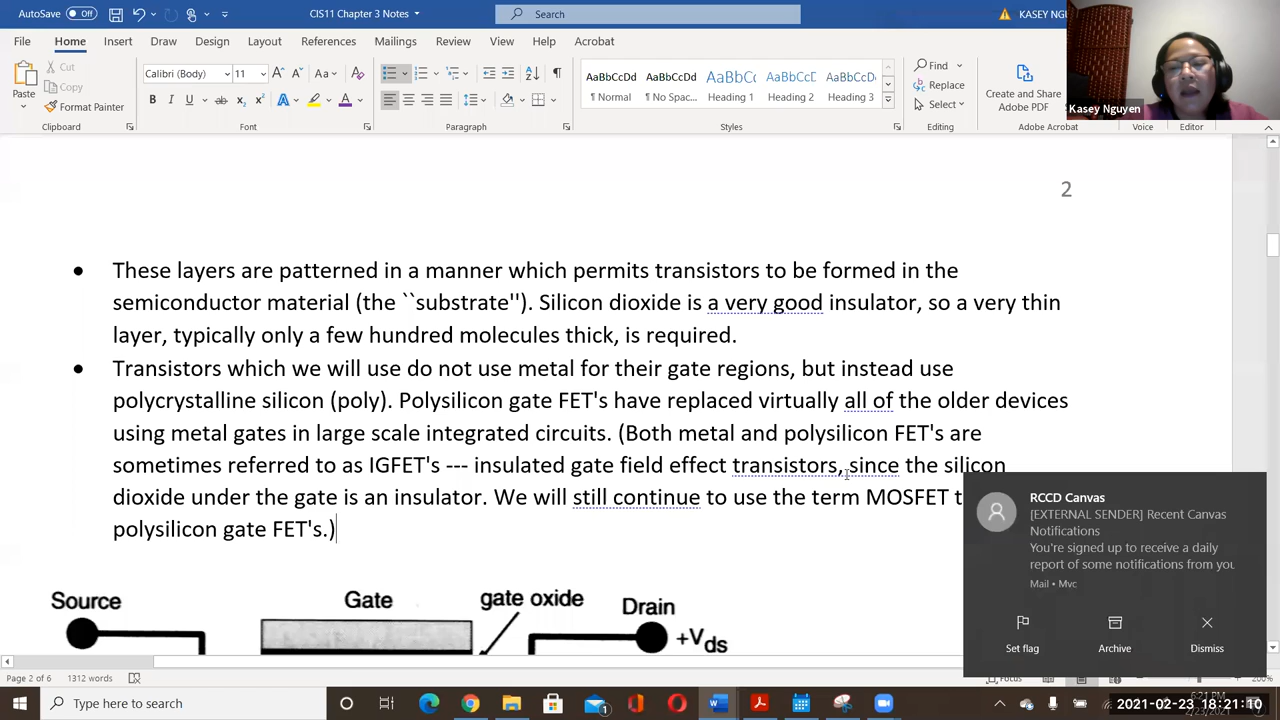 AutoSave Off CIS11 Chapter 3 Notes Search KASEY
File Home Insert Draw Design Layout References Mailings Review View Help Acrobat
Paste Cut Copy Format Painter
Calibri (Body) 11
AaBbCcDd AaBbCcDd AaBbC AaBbCcC AaBbCcD
¶ Normal ¶ No Spac... Heading 1 Heading 2 Heading 3
Find Replace Select
Create and Share Adobe PDF
Clipboard Font Paragraph Styles Editing Adobe Acrobat Voice Editor
Kasey Nguyen
2
These layers are patterned in a manner which permits transistors to be formed in the
semiconductor material (the ``substrate''). Silicon dioxide is a very good insulator, so a very thin
layer, typically only a few hundred molecules thick, is required.
Transistors which we will use do not use metal for their gate regions, but instead use
polycrystalline silicon (poly). Polysilicon gate FET's have replaced virtually all of the older devices
using metal gates in large scale integrated circuits. (Both metal and polysilicon FET's are
sometimes referred to as IGFET's --- insulated gate field effect transistors, since the silicon
dioxide under the gate is an insulator. We will still continue to use the term MOSFET
polysilicon gate FET's.)
Source Gate gate oxide Drain
+Vds
RCCD Canvas
[EXTERNAL SENDER] Recent Canvas
Notifications
You're signed up to receive a daily
report of some notifications from you
Mail • Mvc
Set flag Archive Dismiss
Page 2 of 6 1312 words Focus 200%
Type here to search
6:21 PM
2021-02-23 18:21:10